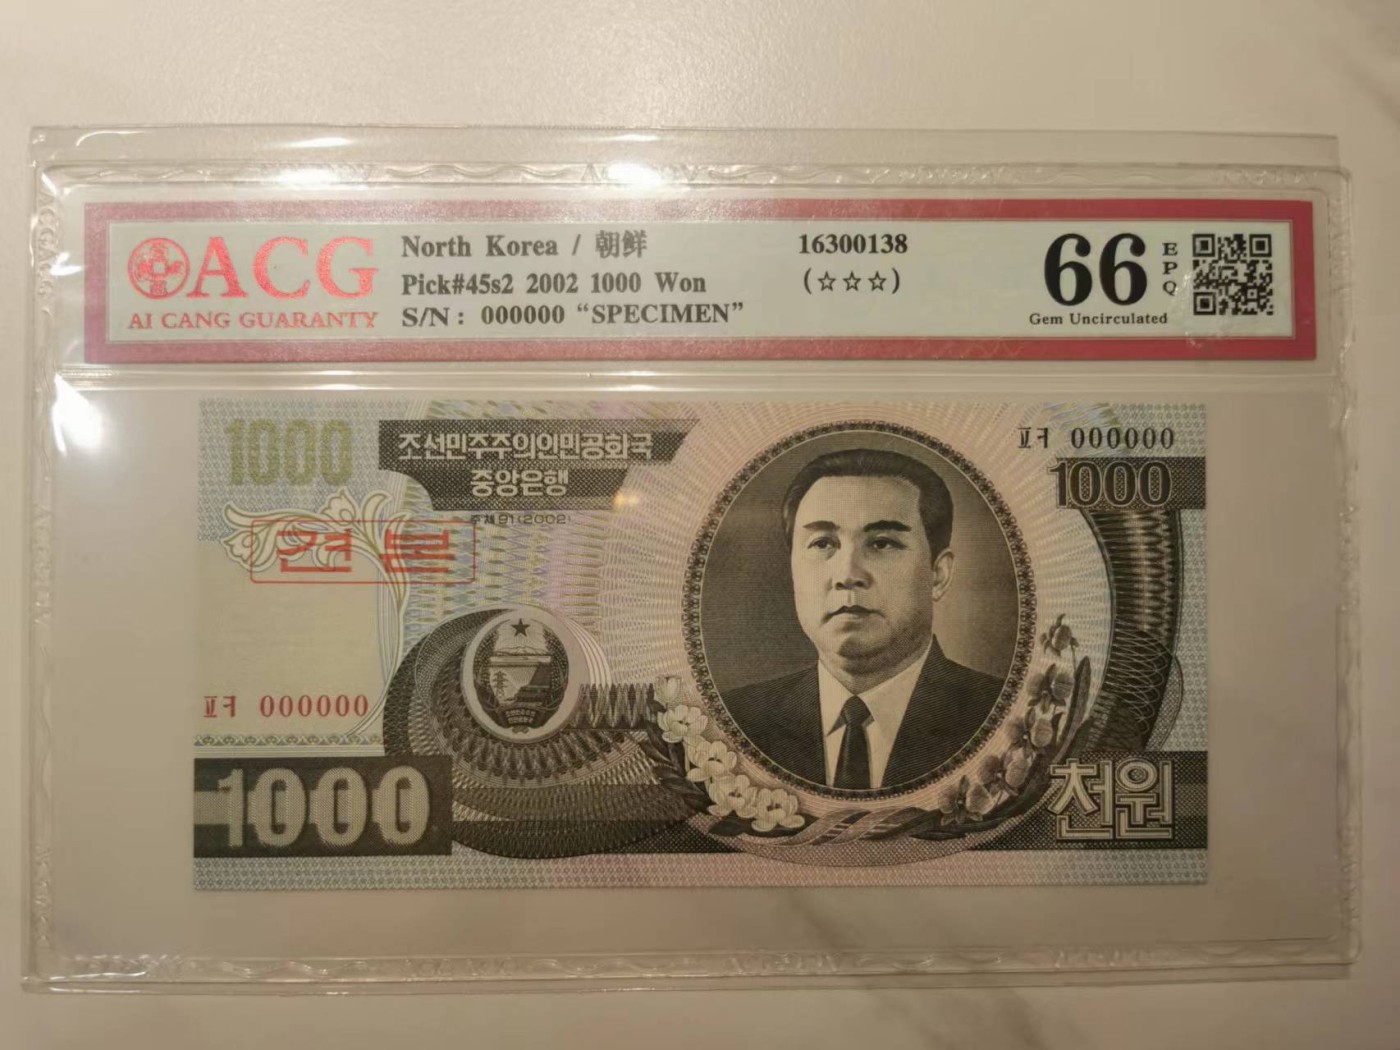 ACG
AI CANG GUARANTY
North Korea / 朝鲜
Pick#45s2 2002 1000 Won
S/N : 000000 “SPECIMEN”
16300138
(☆☆☆)
66
EPQ
Gem Uncirculated
1000
조선민주주의인민공화국
중앙은행
주체91(2002)
견본
ㅍㅋ 000000
1000
ㅍㅋ 000000
1000
천원